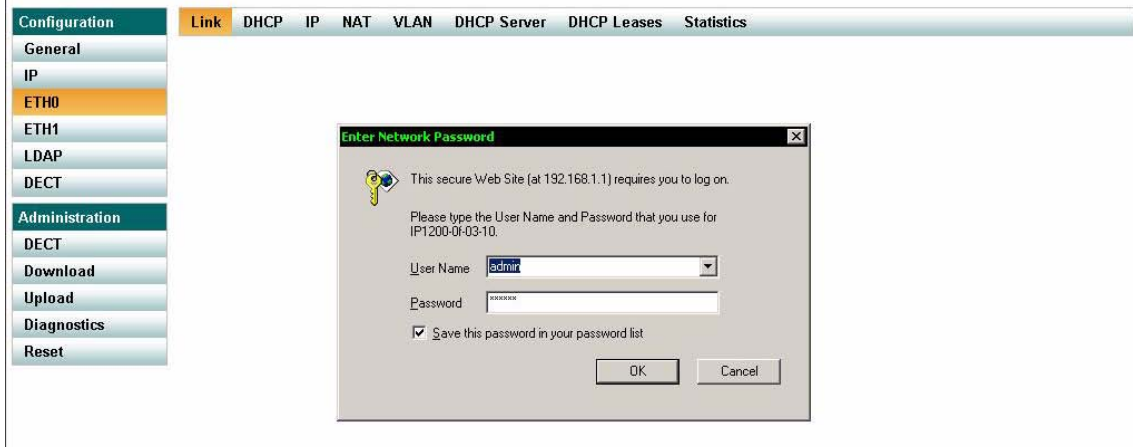 Configuration
General
IP
ETH0
ETH1
LDAP
DECT
Administration
DECT
Download
Upload
Diagnostics
Reset
Link DHCP IP NAT VLAN DHCP Server DHCP Leases Statistics
Enter Network Password
This secure Web Site (at 192.168.1.1) requires you to log on.
Please type the User Name and Password that you use for
IP1200-0f-03-10.
User Name admin
Password xxxxxx
Save this password in your password list
OK Cancel